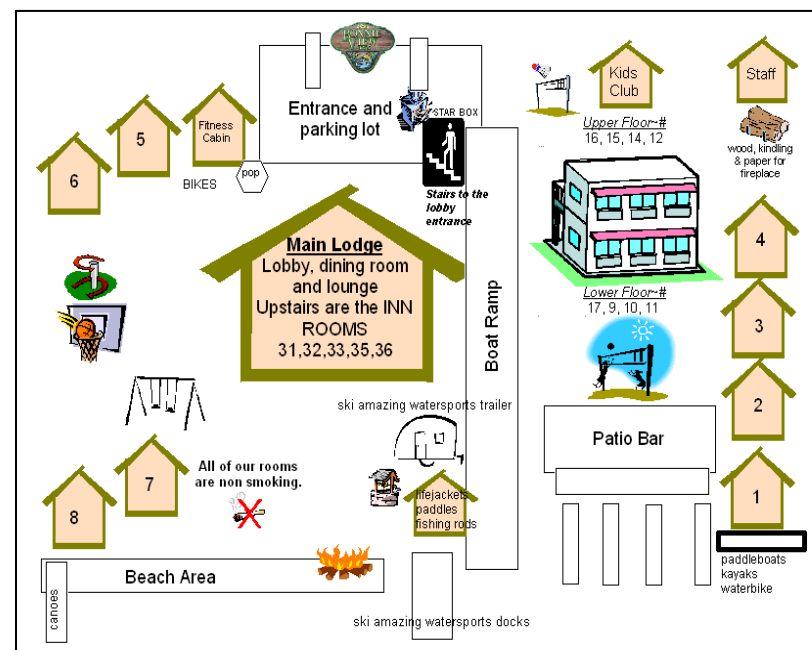 BONNIE
VIEW
Entrance and
parking lot
STAR BOX
Stairs to the
lobby
entrance
Kids
Club
Staff
Upper Floor~#
16, 15, 14, 12
wood, kindling
& paper for
fireplace
Fitness
Cabin
5
6
BIKES
pop
Main Lodge
Lobby, dining room
and lounge
Upstairs are the INN
ROOMS
31,32,33,35,36
Boat Ramp
Lower Floor~#
17, 9, 10, 11
4
3
2
1
ski amazing watersports trailer
Patio Bar
All of our rooms
are non smoking.
7
8
lifejackets
paddles
fishing rods
paddleboats
kayaks
waterbike
Beach Area
canoes
ski amazing watersports docks